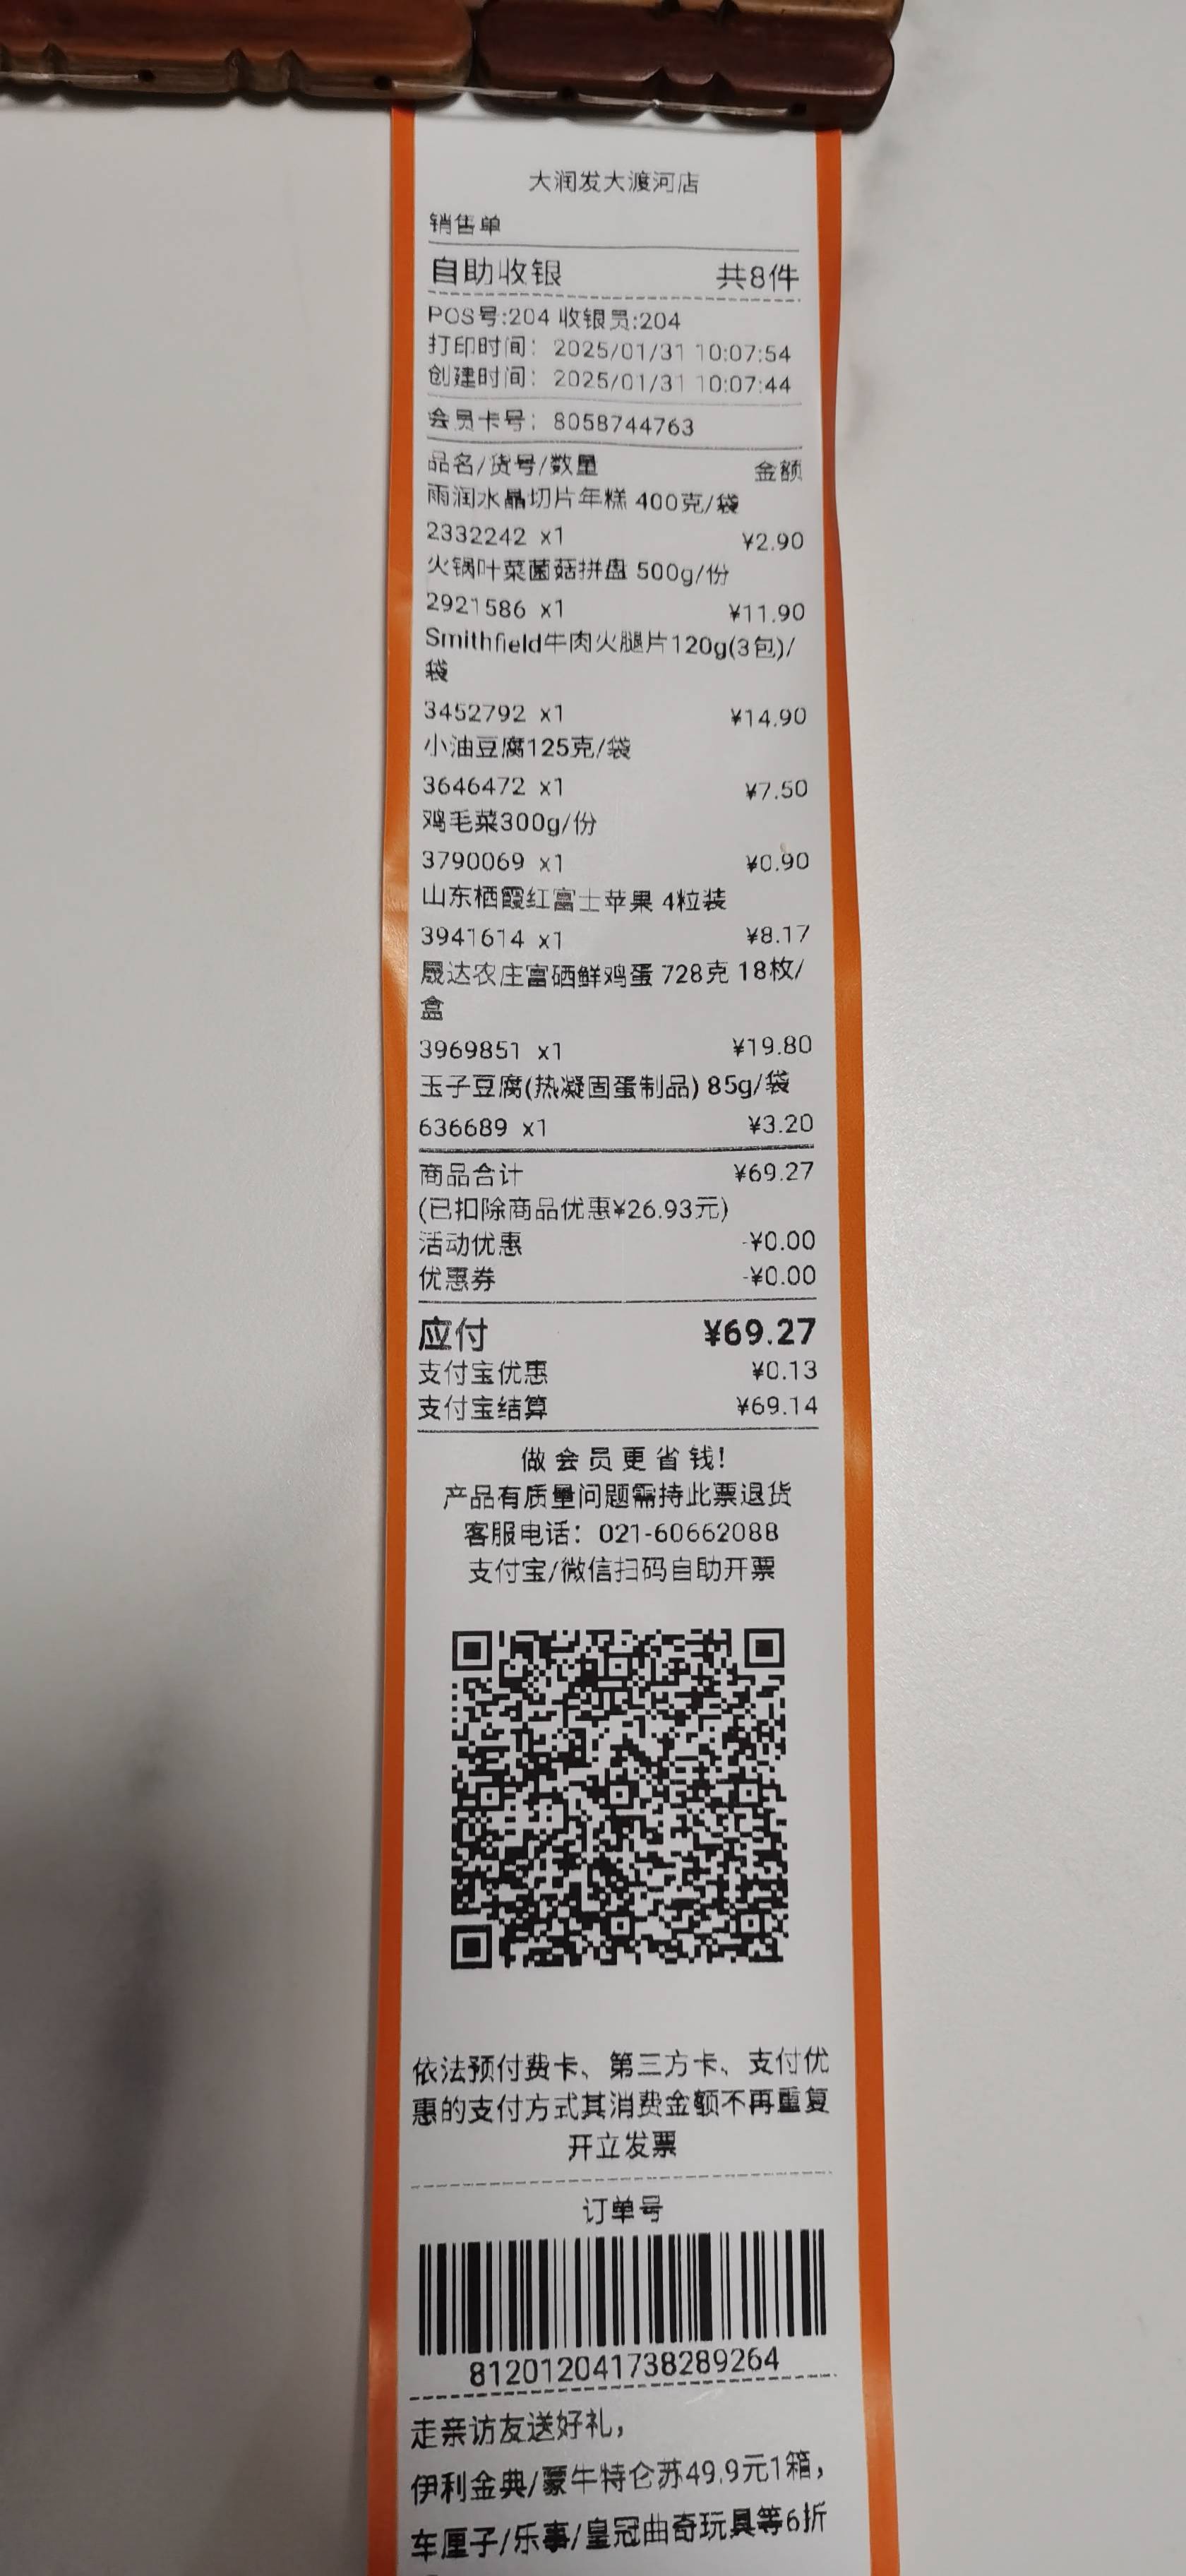 大润发大渡河店
销售单
自助收银 共8件
POS号:204 收银员:204
打印时间: 2025/01/31 10:07:54
创建时间: 2025/01/31 10:07:44
会员卡号: 8058744763
品名/货号/数量 金额
雨润水晶切片年糕 400克/袋
2332242 x1 ¥2.90
火锅叶菜菌菇拼盘 500g/份
2921586 x1 ¥11.90
Smithfield牛肉火腿片120g(3包)/
袋
3452792 x1 ¥14.90
小油豆腐125克/袋
3646472 x1 ¥7.50
鸡毛菜300g/份
3790069 x1 ¥0.90
山东栖霞红富士苹果 4粒装
3941614 x1 ¥8.17
晟达农庄富硒鲜鸡蛋 728克 18枚/
盒
3969851 x1 ¥19.80
玉子豆腐(热凝固蛋制品) 85g/袋
636689 x1 ¥3.20
商品合计 ¥69.27
(已扣除商品优惠¥26.93元)
活动优惠 -¥0.00
优惠券 -¥0.00
应付 ¥69.27
支付宝优惠 ¥0.13
支付宝结算 ¥69.14
做会员更省钱!
产品有质量问题需持此票退货
客服电话: 021-60662088
支付宝/微信扫码自助开票
依法预付费卡、第三方卡、支付优
惠的支付方式其消费金额不再重复
开立发票
订单号
812012041738289264
走亲访友送好礼,
伊利金典/蒙牛特仑苏49.9元1箱,
车厘子/乐事/皇冠曲奇玩具等6折